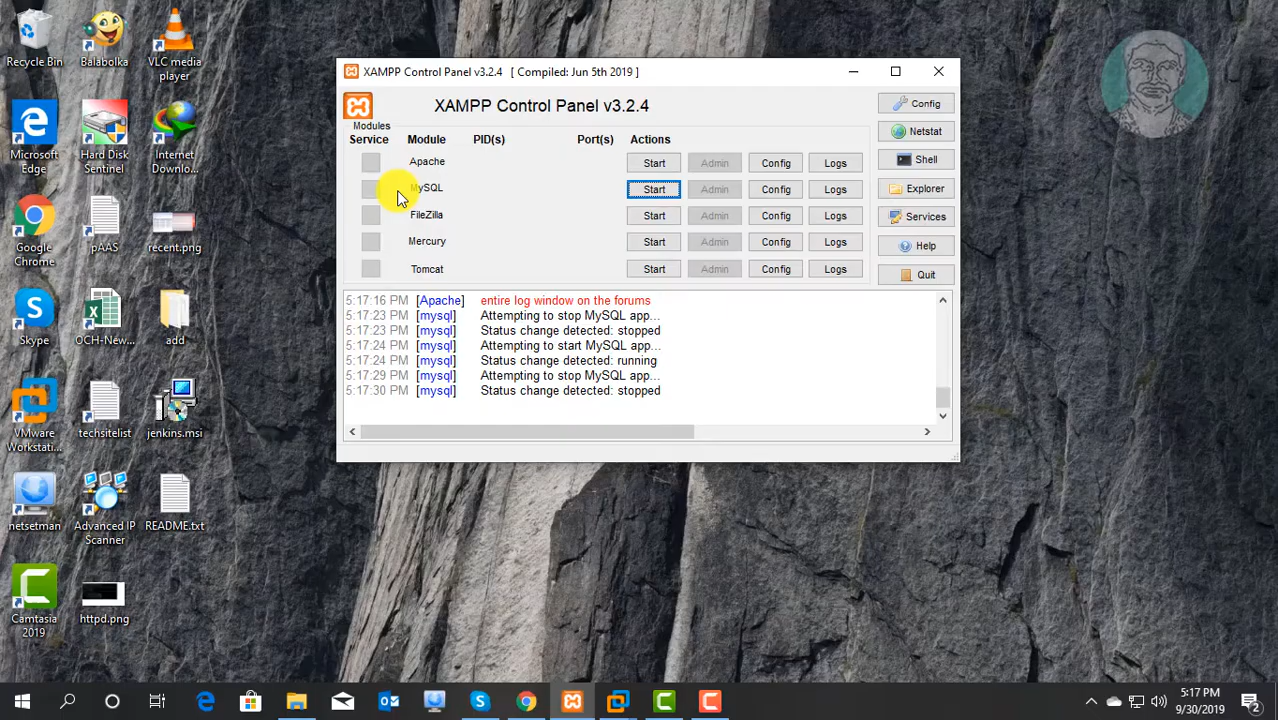 Recycle Bin
Balabolka
VLC media
player
Microsoft
Edge
Hard Disk
Sentinel
Internet
Downlo...
Google
Chrome
pAAS
recent.png
Skype
OCH-New...
add
VMware
Workstati...
techsitelist
jenkins.msi
netsetman
Advanced IP
Scanner
README.txt
Camtasia
2019
httpd.png
XAMPP Control Panel v3.2.4 [ Compiled: Jun 5th 2019 ]
XAMPP Control Panel v3.2.4
Modules
Service Module PID(s) Port(s) Actions
Apache Start Admin Config Logs
MySQL Start Admin Config Logs
FileZilla Start Admin Config Logs
Mercury Start Admin Config Logs
Tomcat Start Admin Config Logs
Config
Netstat
Shell
Explorer
Services
Help
Quit
5:17:16 PM [Apache] entire log window on the forums
5:17:23 PM [mysql] Attempting to stop MySQL app...
5:17:23 PM [mysql] Status change detected: stopped
5:17:24 PM [mysql] Attempting to start MySQL app...
5:17:24 PM [mysql] Status change detected: running
5:17:29 PM [mysql] Attempting to stop MySQL app...
5:17:30 PM [mysql] Status change detected: stopped
5:17 PM
9/30/2019
2